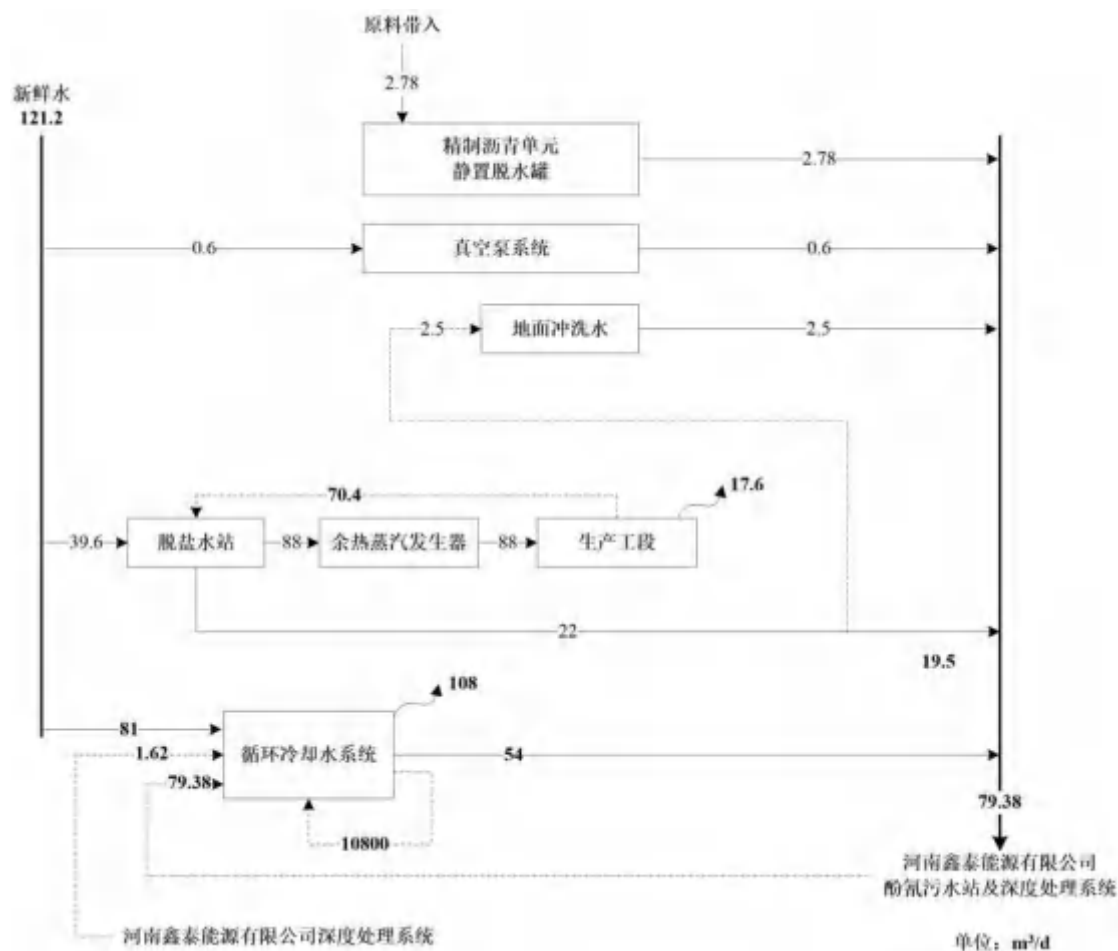 原料带入
2.78
新鲜水
121.2
精制沥青单元
静置脱水罐
2.78
0.6
真空泵系统
0.6
2.5
地面冲洗水
2.5
70.4
17.6
39.6
脱盐水站
88
余热蒸汽发生器
88
生产工段
22
19.5
108
81
1.62
循环冷却水系统
54
79.38
79.38
10800
河南鑫泰能源有限公司
酚氰污水站及深度处理系统
河南鑫泰能源有限公司深度处理系统
单位：m³/d